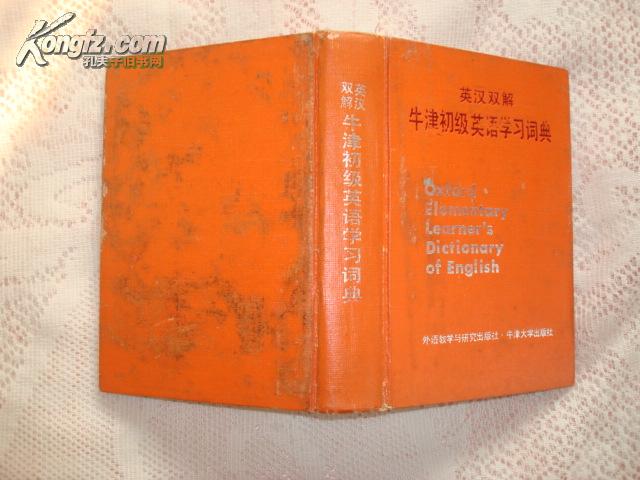 Kongfz.com
孔夫子旧书网
英汉
双解
牛津初级英语学习词典
英汉双解
牛津初级英语学习词典
Oxford
Elementary
Learner's
Dictionary
of English
外语教学与研究出版社·牛津大学出版社